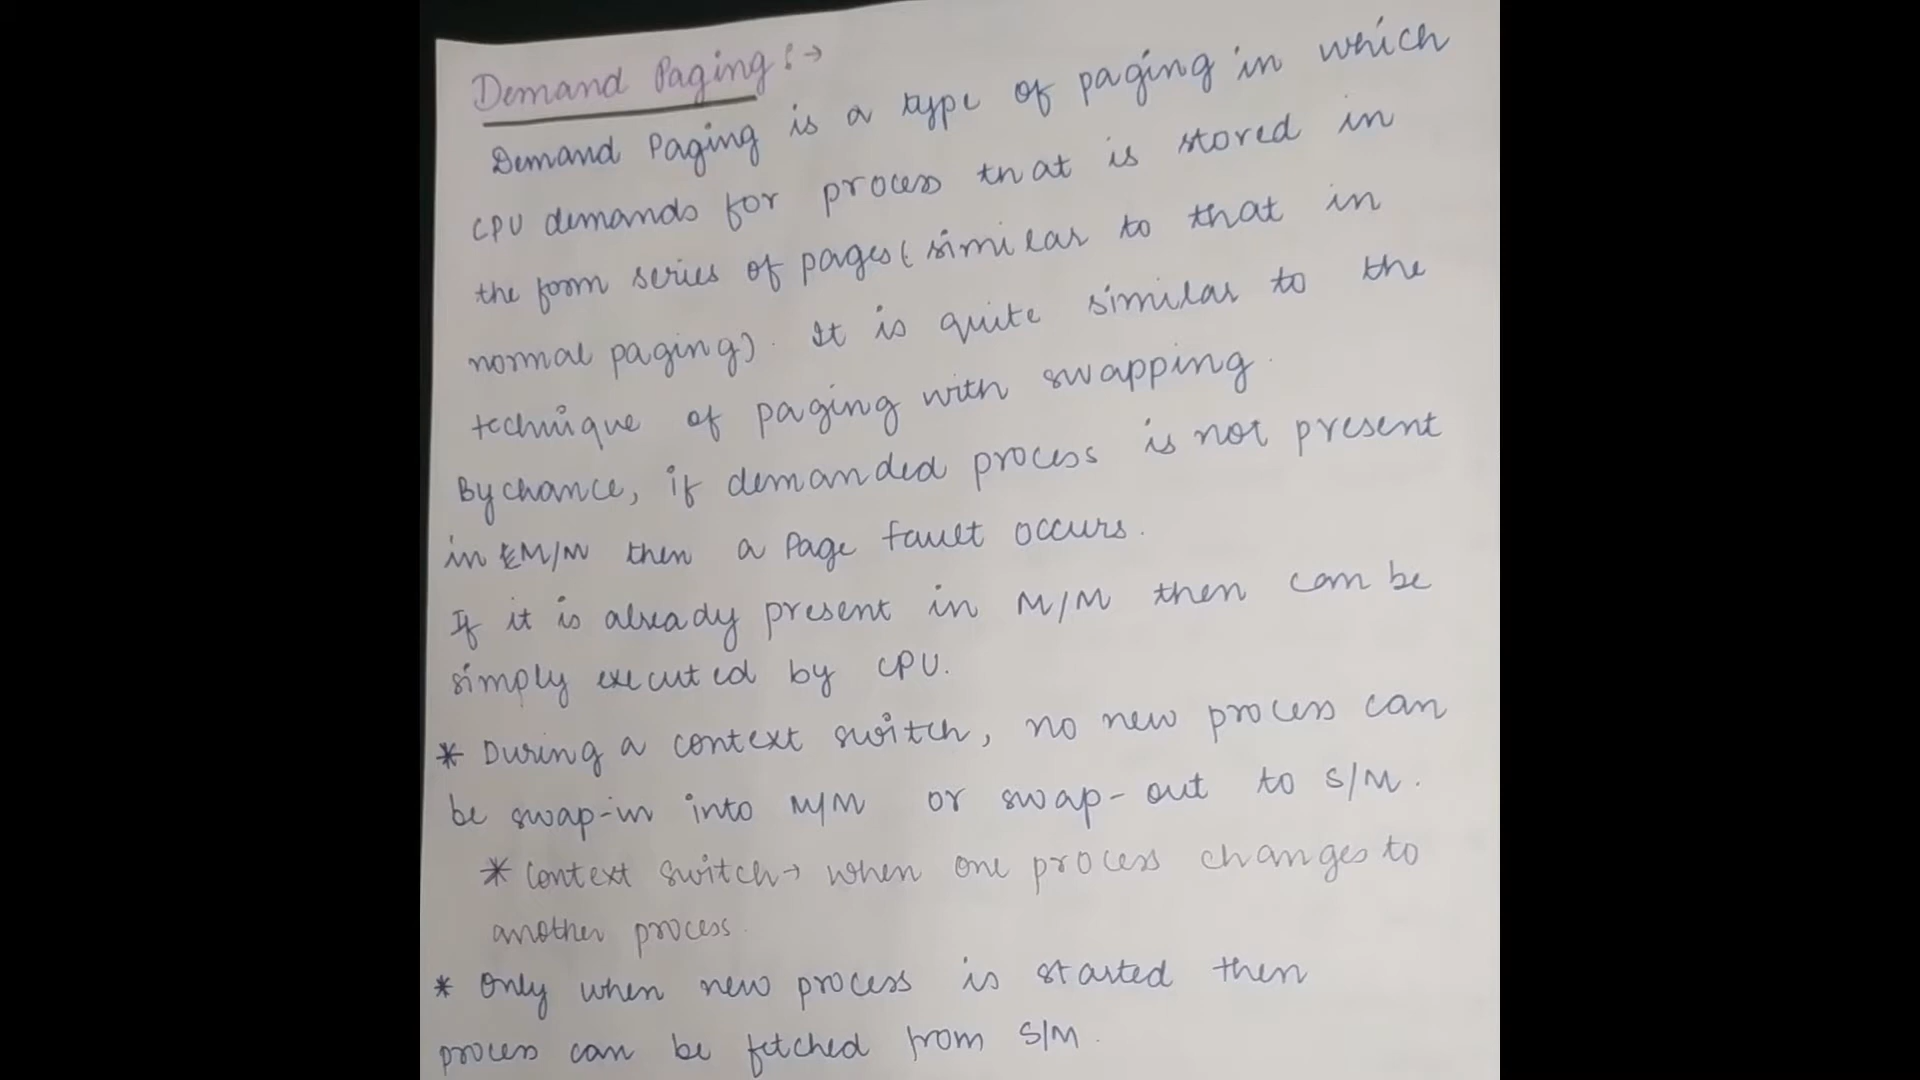 Demand Paging :→
Demand Paging is a type of paging in which
CPU demands for process that is stored in
the form series of pages (similar to that in
normal paging). It is quite similar to the
technique of paging with swapping.
By chance, if demanded process is not present
in M/M then a Page fault occurs.
If it is already present in M/M then can be
simply executed by CPU.
* During a context switch, no new process can
be swap-in into M/M or swap-out to S/M.
* Context switch → when one process changes to
another process.
* Only when new process is started then
process can be fetched from S/M.